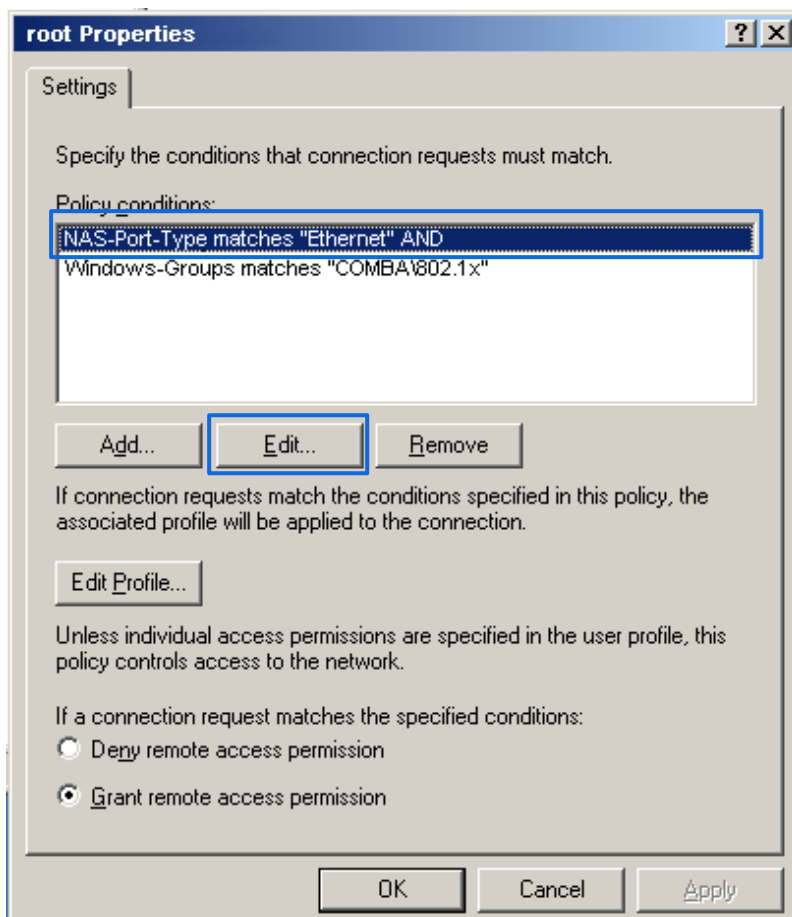 root Properties
Settings
Specify the conditions that connection requests must match.
Policy conditions:
NAS-Port-Type matches "Ethernet" AND
Windows-Groups matches "COMBA\802.1x"
Add...
Edit...
Remove
If connection requests match the conditions specified in this policy, the
associated profile will be applied to the connection.
Edit Profile...
Unless individual access permissions are specified in the user profile, this
policy controls access to the network.
If a connection request matches the specified conditions:
Deny remote access permission
Grant remote access permission
OK
Cancel
Apply